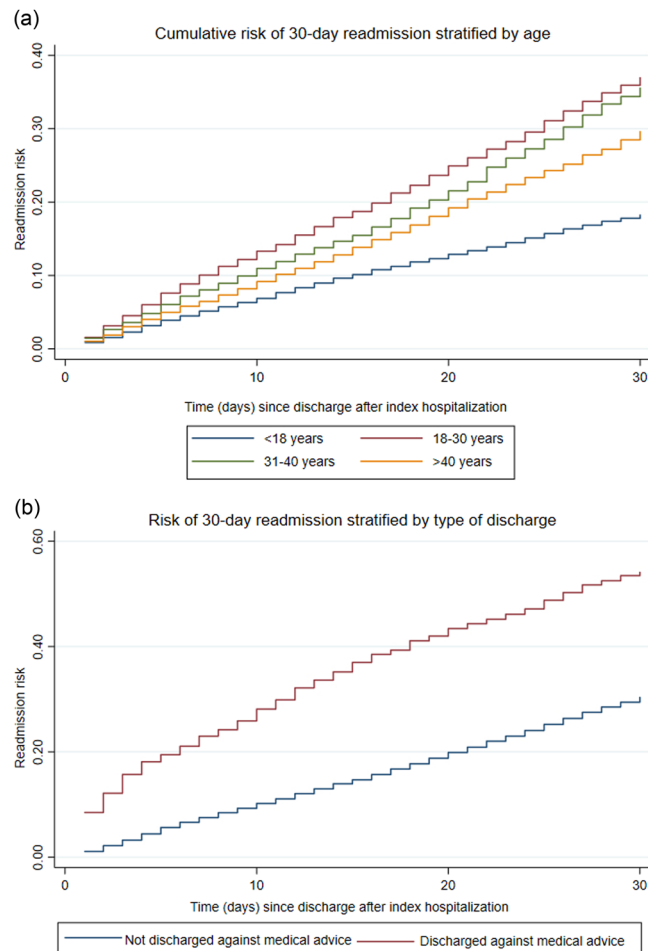 (a)
Cumulative risk of 30-day readmission stratified by age
Readmission risk
0.40
0.30
0.20
0.10
0.00
0 10 20 30
Time (days) since discharge after index hospitalization
<18 years 18-30 years
31-40 years >40 years
(b)
Risk of 30-day readmission stratified by type of discharge
Readmission risk
0.60
0.40
0.20
0.00
0 10 20 30
Time (days) since discharge after index hospitalization
Not discharged against medical advice Discharged against medical advice